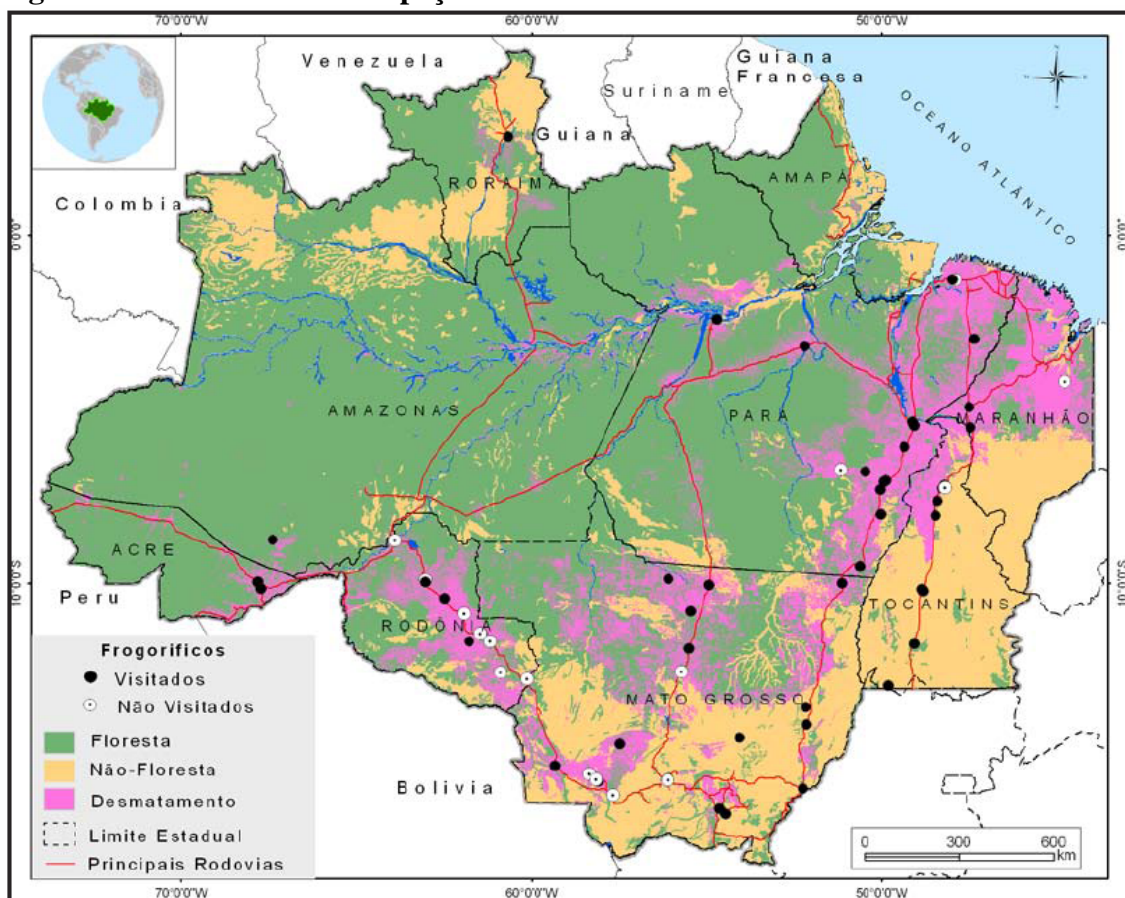 70°0'0"W 60°0'0"W 50°0'0"W
Venezuela
Guiana
Francesa
Suriname
Guiana
OCEANO ATLÂNTICO
RORAIMA
AMAPÁ
Colombia
0°0'0" 0°0'0"
AMAZONAS
PARA
MARANHÃO
ACRE
10°0'0"S 10°0'0"S
Peru
TOCANTINS
RODÔNIA
MATO GROSSO
Bolivia
Frogorificos
Visitados
Não Visitados
Floresta
Não-Floresta
Desmatamento
Limite Estadual
Principais Rodovias
0 300 600
km
70°0'0"W 60°0'0"W 50°0'0"W